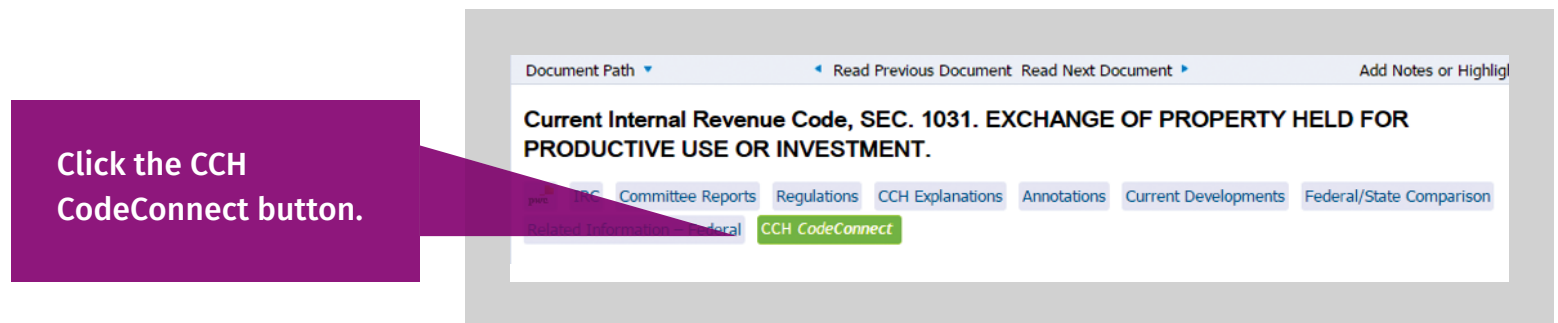 Click the CCH
CodeConnect button.
Document Path
Read Previous Document Read Next Document
Add Notes or Highligh
Current Internal Revenue Code, SEC. 1031. EXCHANGE OF PROPERTY HELD FOR
PRODUCTIVE USE OR INVESTMENT.
pwc IRC Committee Reports Regulations CCH Explanations Annotations Current Developments Federal/State Comparison
Related Information – Federal CCH CodeConnect